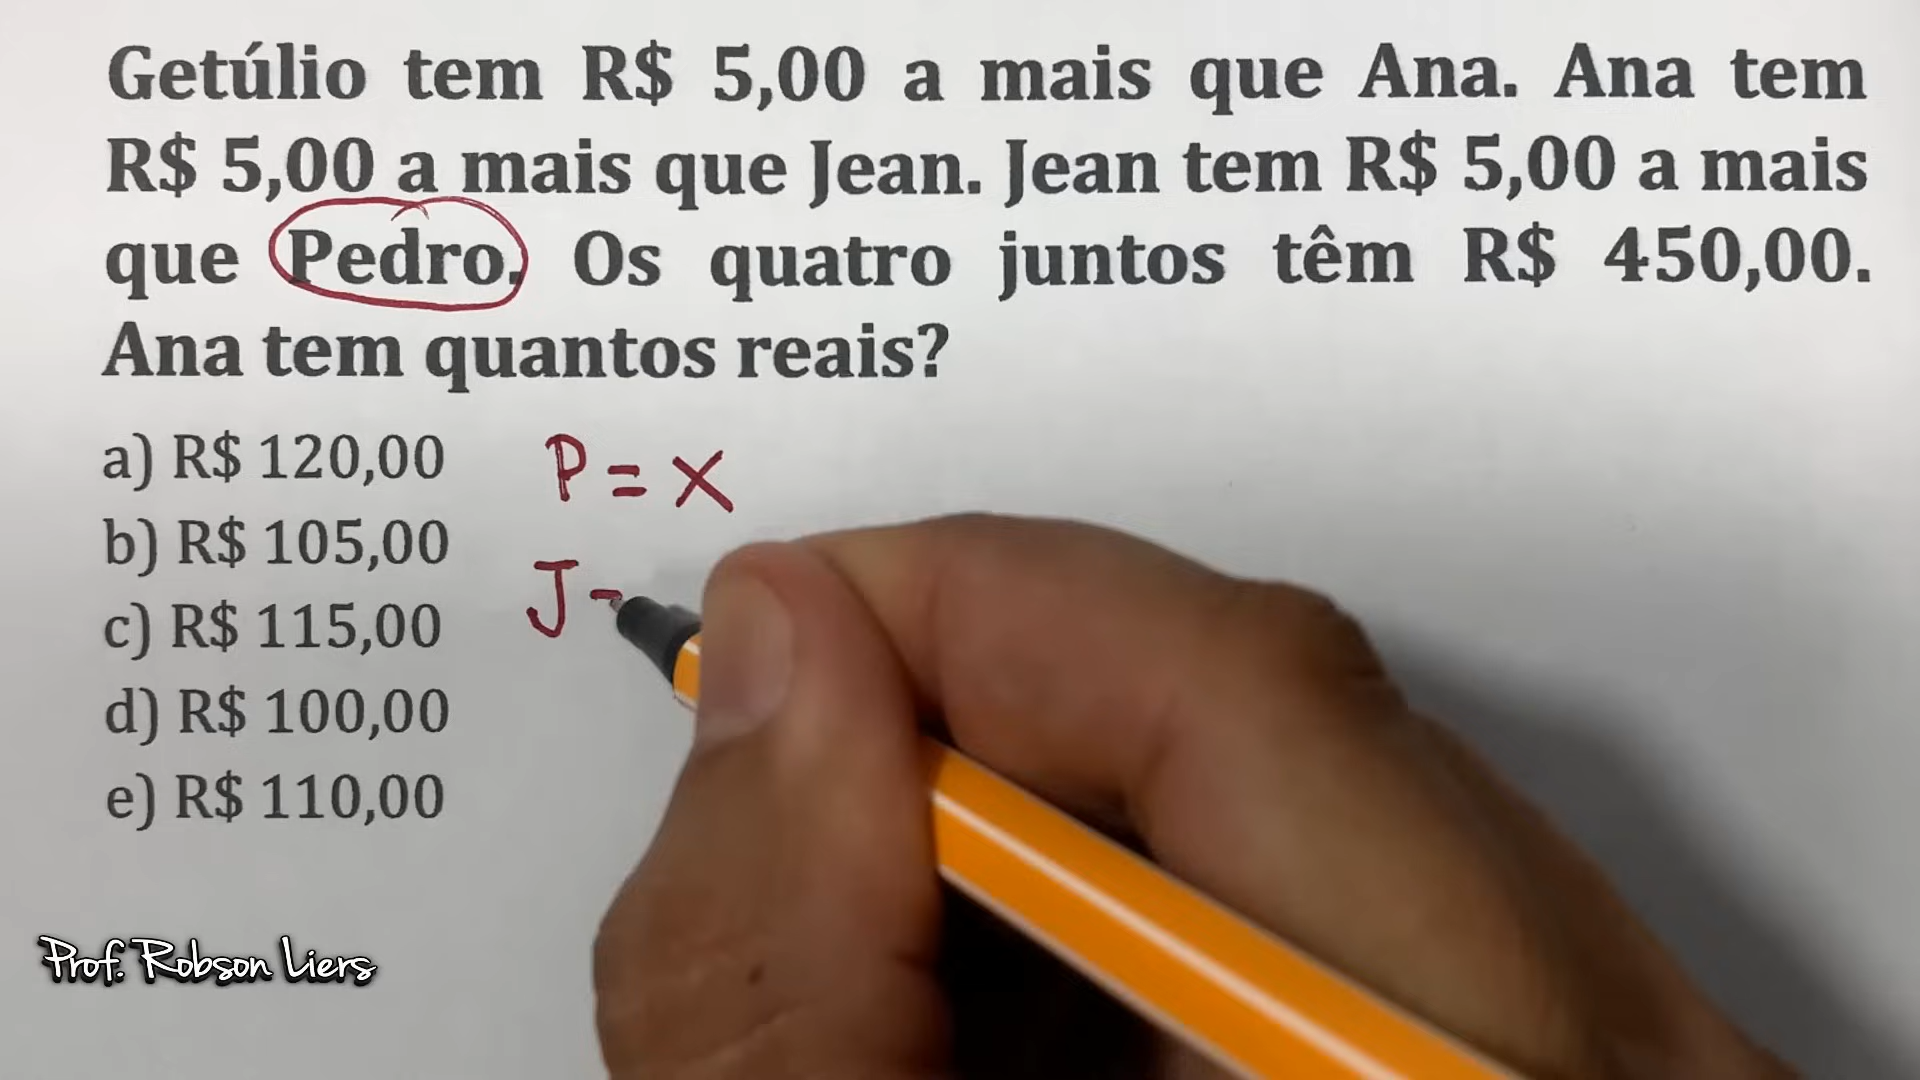 Getúlio tem R$ 5,00 a mais que Ana. Ana tem
R$ 5,00 a mais que Jean. Jean tem R$ 5,00 a mais
que Pedro. Os quatro juntos têm R$ 450,00.
Ana tem quantos reais?
a) R$ 120,00
b) R$ 105,00
c) R$ 115,00
d) R$ 100,00
e) R$ 110,00
P = X
J -
Prof. Robson Liers